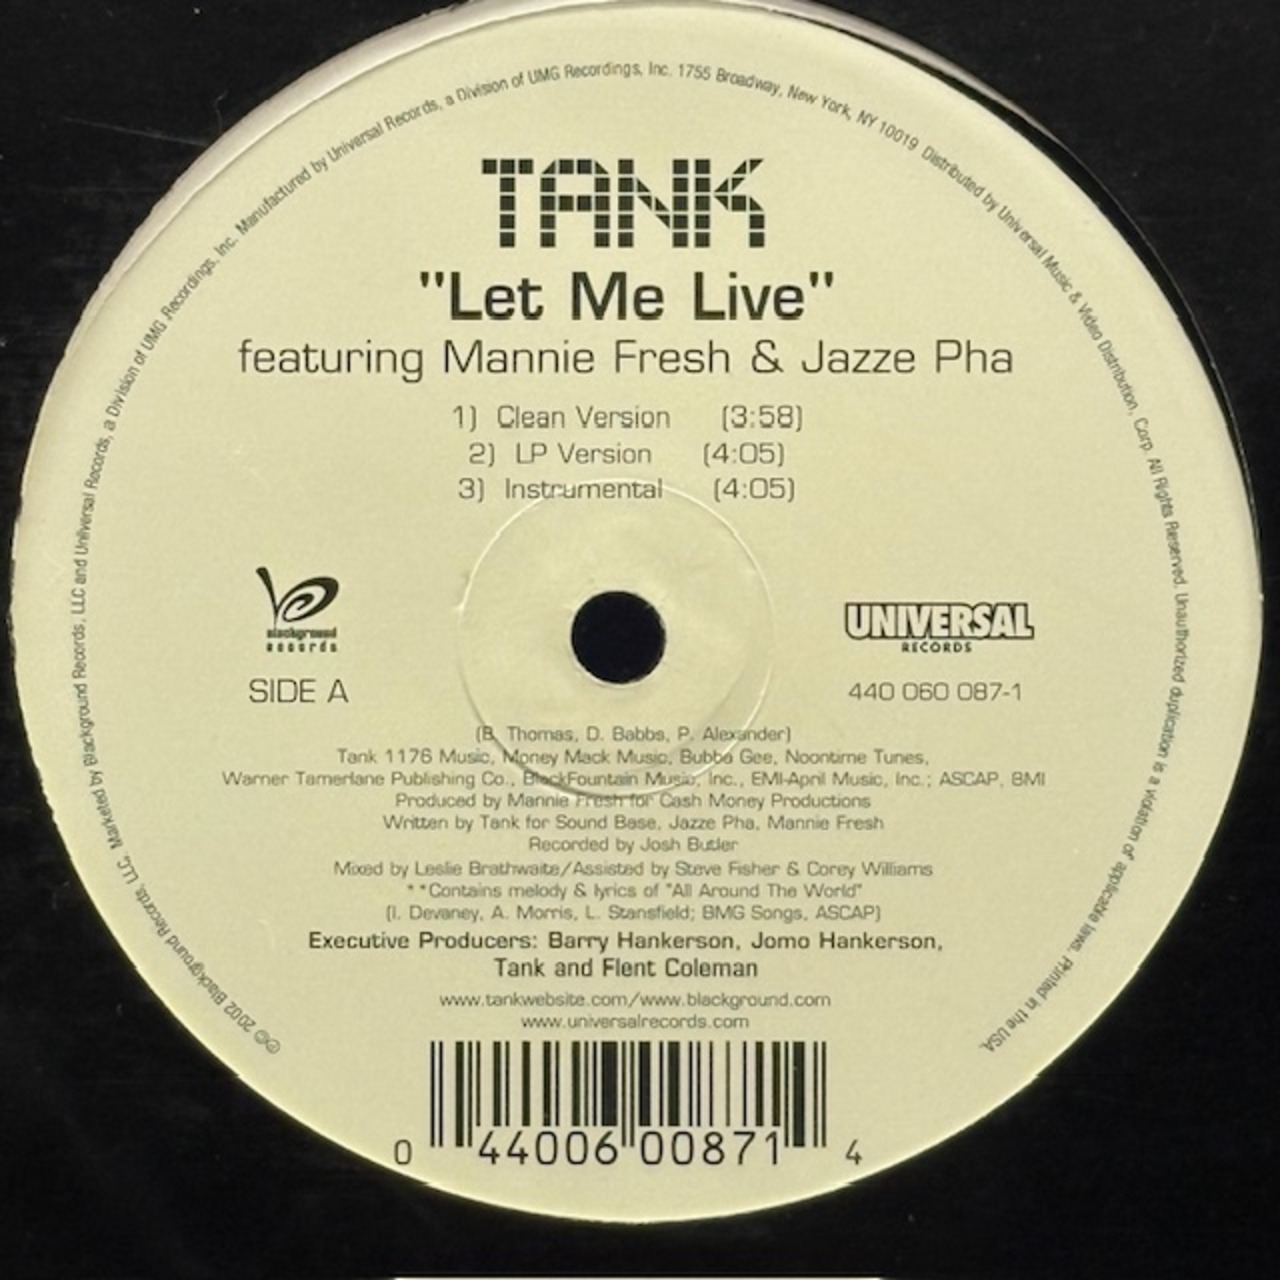 ℗© 2002 Blackground Records, LLC. Marketed by Blackground Records, LLC and Universal Records, a Division of UMG Recordings, Inc. Manufactured by Universal Records, a Division of UMG Recordings, Inc. 1755 Broadway, New York, NY 10019 Distributed by Universal Music & Video Distribution, Corp. All Rights Reserved. Unauthorized duplication is a violation of applicable laws. Printed in the USA.
TANK
"Let Me Live"
featuring Mannie Fresh & Jazze Pha
1) Clean Version (3:58)
2) LP Version (4:05)
3) Instrumental (4:05)
blackground
records
UNIVERSAL
RECORDS
SIDE A
440 060 087-1
(B. Thomas, D. Babbs, P. Alexander)
Tank 1176 Music, Money Mack Music, Bubba Gee, Noontime Tunes,
Warner Tamerlane Publishing Co., BlackFountain Music, Inc., EMI-April Music, Inc.; ASCAP, BMI
Produced by Mannie Fresh for Cash Money Productions
Written by Tank for Sound Base, Jazze Pha, Mannie Fresh
Recorded by Josh Butler
Mixed by Leslie Brathwaite/Assisted by Steve Fisher & Corey Williams
**Contains melody & lyrics of "All Around The World"
(I. Devaney, A. Morris, L. Stansfield; BMG Songs, ASCAP)
Executive Producers: Barry Hankerson, Jomo Hankerson,
Tank and Flent Coleman
www.tankwebsite.com/www.blackground.com
www.universalrecords.com
0 44006 00871 4